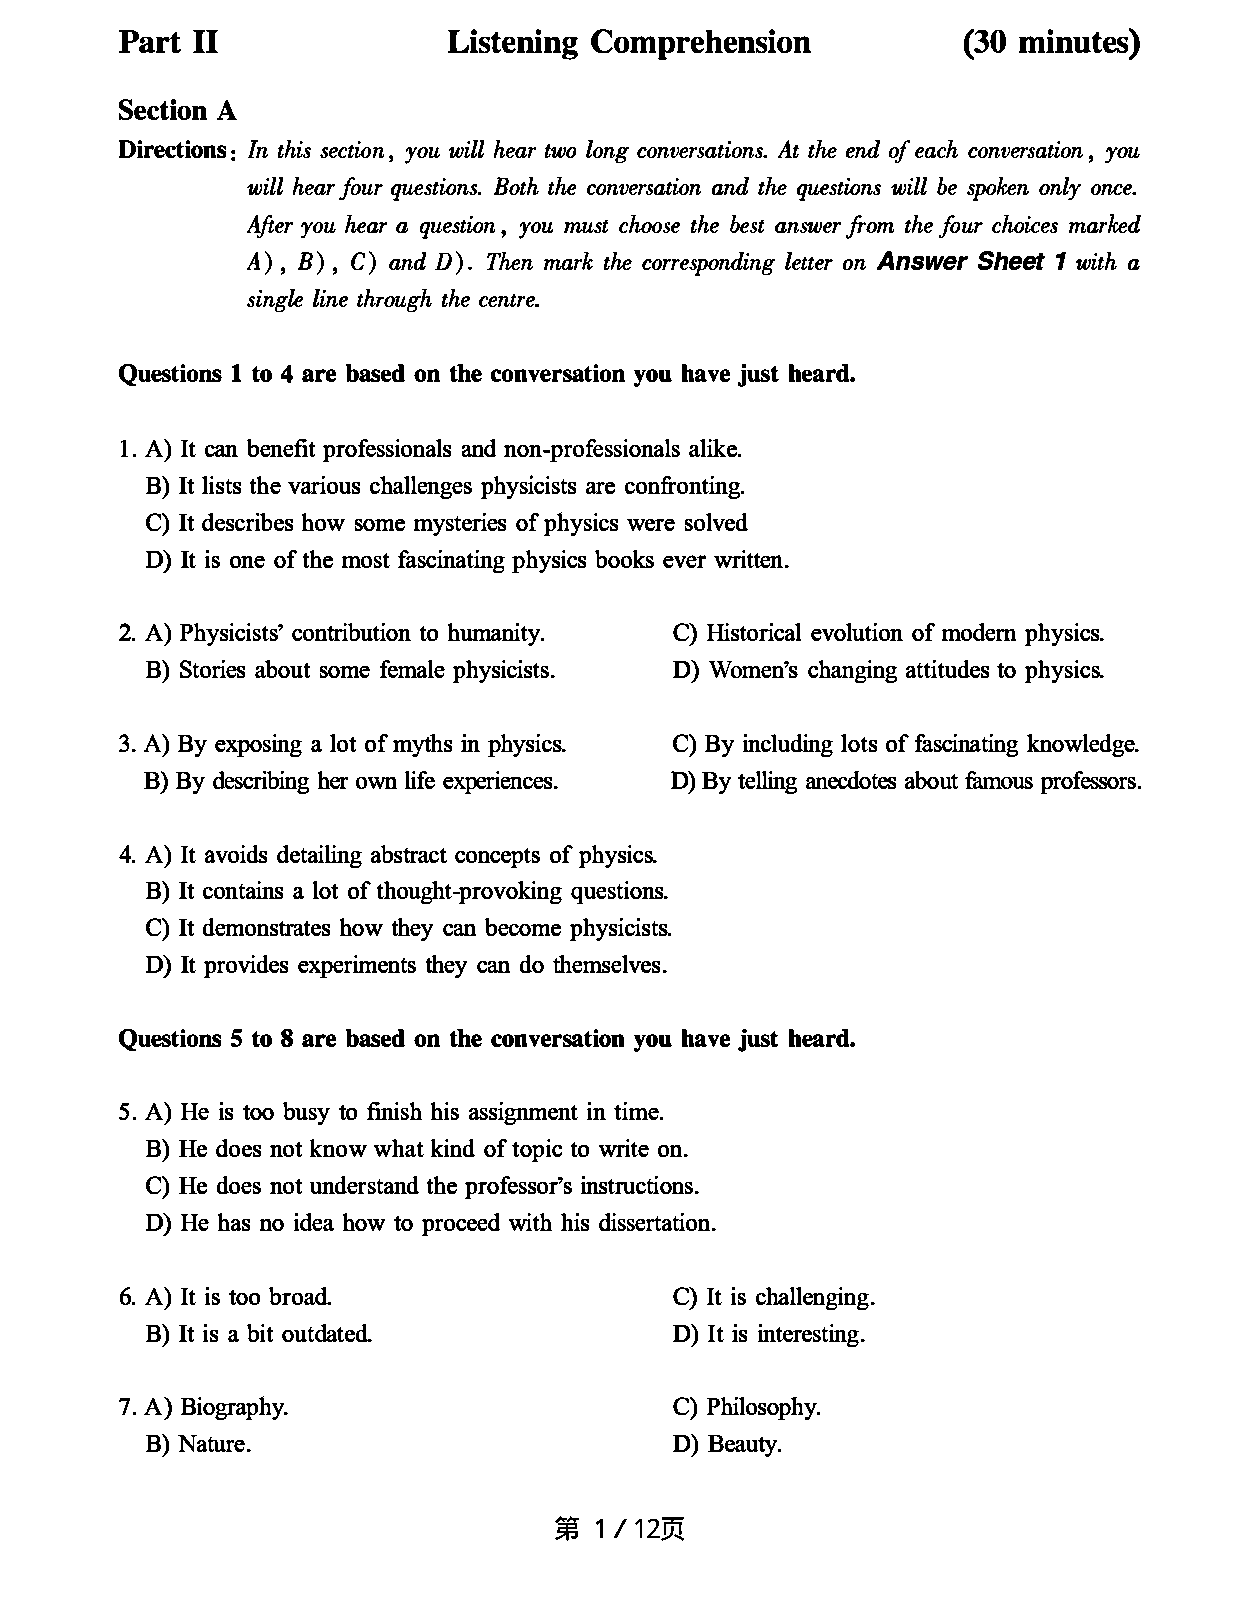 Part II Listening Comprehension (30 minutes)
Section A
Directions: In this section, you will hear two long conversations. At the end of each conversation, you
will hear four questions. Both the conversation and the questions will be spoken only once.
After you hear a question, you must choose the best answer from the four choices marked
A), B), C) and D). Then mark the corresponding letter on Answer Sheet 1 with a
single line through the centre.
Questions 1 to 4 are based on the conversation you have just heard.
1. A) It can benefit professionals and non-professionals alike.
B) It lists the various challenges physicists are confronting.
C) It describes how some mysteries of physics were solved
D) It is one of the most fascinating physics books ever written.
2. A) Physicists' contribution to humanity. C) Historical evolution of modern physics.
B) Stories about some female physicists. D) Women's changing attitudes to physics.
3. A) By exposing a lot of myths in physics. C) By including lots of fascinating knowledge.
B) By describing her own life experiences. D) By telling anecdotes about famous professors.
4. A) It avoids detailing abstract concepts of physics.
B) It contains a lot of thought-provoking questions.
C) It demonstrates how they can become physicists.
D) It provides experiments they can do themselves.
Questions 5 to 8 are based on the conversation you have just heard.
5. A) He is too busy to finish his assignment in time.
B) He does not know what kind of topic to write on.
C) He does not understand the professor's instructions.
D) He has no idea how to proceed with his dissertation.
6. A) It is too broad. C) It is challenging.
B) It is a bit outdated. D) It is interesting.
7. A) Biography. C) Philosophy.
B) Nature. D) Beauty.
第 1 / 12页